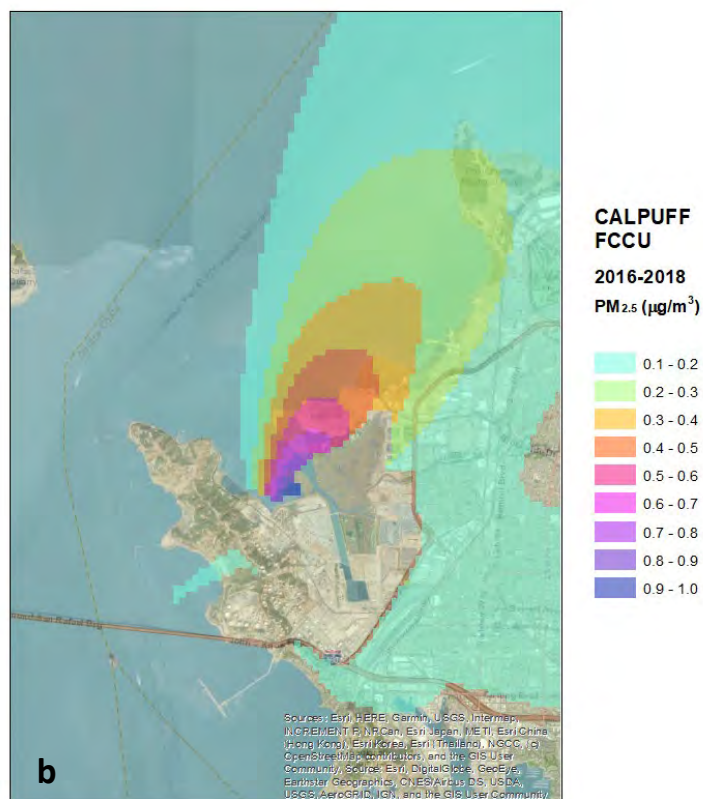 CALPUFF
FCCU
2016-2018
PM2.5 (µg/m³)
0.1 - 0.2
0.2 - 0.3
0.3 - 0.4
0.4 - 0.5
0.5 - 0.6
0.6 - 0.7
0.7 - 0.8
0.8 - 0.9
0.9 - 1.0
b
Sources: Esri, HERE, Garmin, USGS, Intermap,
INCREMENT P, NRCan, Esri Japan, METI, Esri China
(Hong Kong), Esri Korea, Esri (Thailand), NGCC, (c)
OpenStreetMap contributors, and the GIS User
Community, Source: Esri, DigitalGlobe, GeoEye,
Earthstar Geographics, CNES/Airbus DS, USDA,
USGS, AeroGRID, IGN, and the GIS User Community